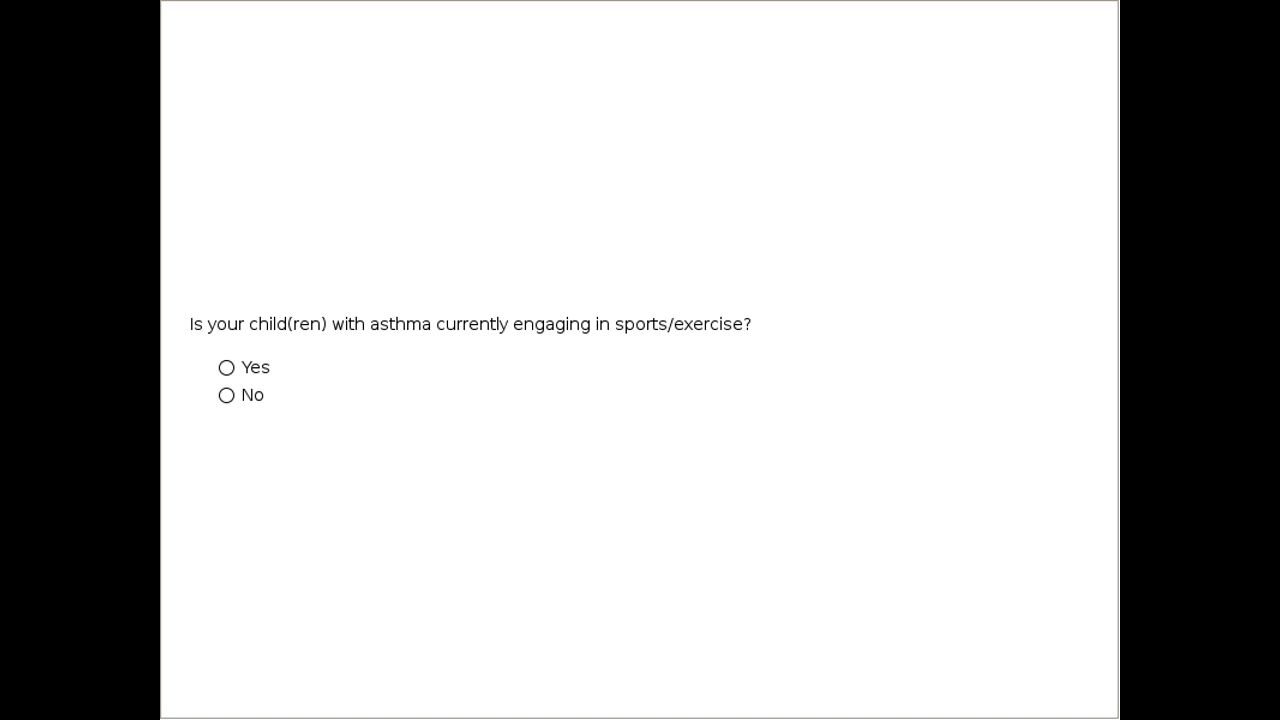 Is your child(ren) with asthma currently engaging in sports/exercise?
Yes
No